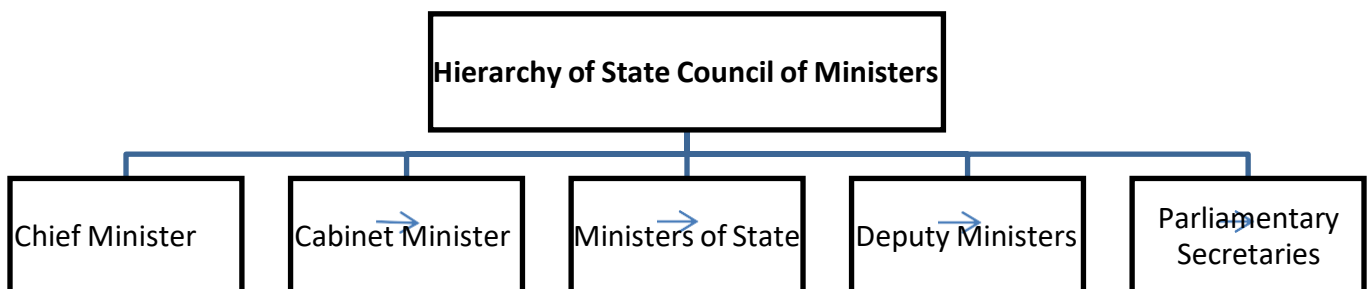 Hierarchy of State Council of Ministers
Chief Minister
Cabinet Minister
Ministers of State
Deputy Ministers
Parliamentary
Secretaries